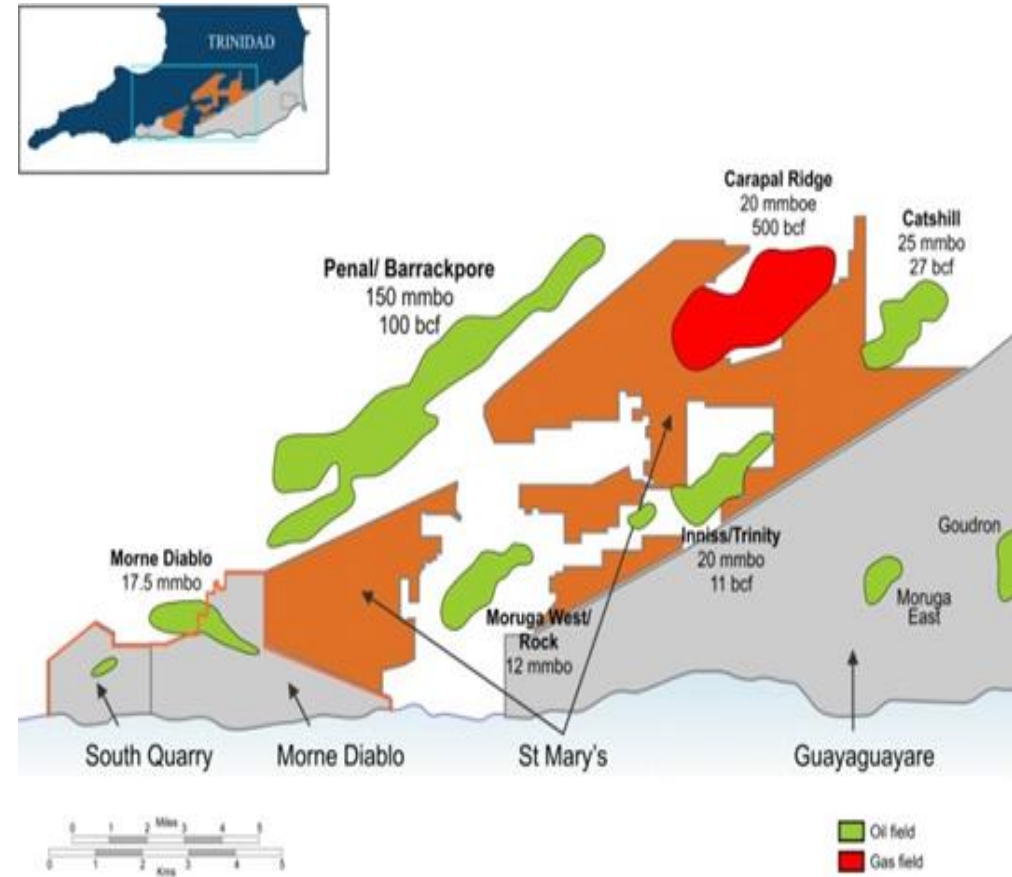 TRINIDAD
Carapal Ridge
20 mmboe
500 bcf
Catshill
25 mmbo
27 bcf
Penal/ Barrackpore
150 mmbo
100 bcf
Morne Diablo
17.5 mmbo
Inniss/Trinity
20 mmbo
11 bcf
Goudron
Moruga
East
Moruga West/
Rock
12 mmbo
South Quarry
Morne Diablo
St Mary's
Guayaguayare
Miles
0 1 2 3 4 5
0 1 2 3 4 5
Kms
Oil field
Gas field